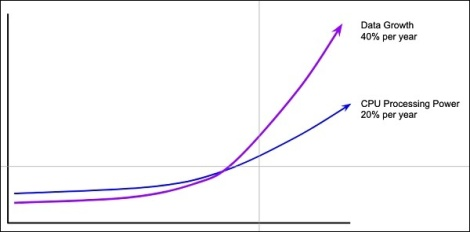 Data Growth
40% per year
CPU Processing Power
20% per year